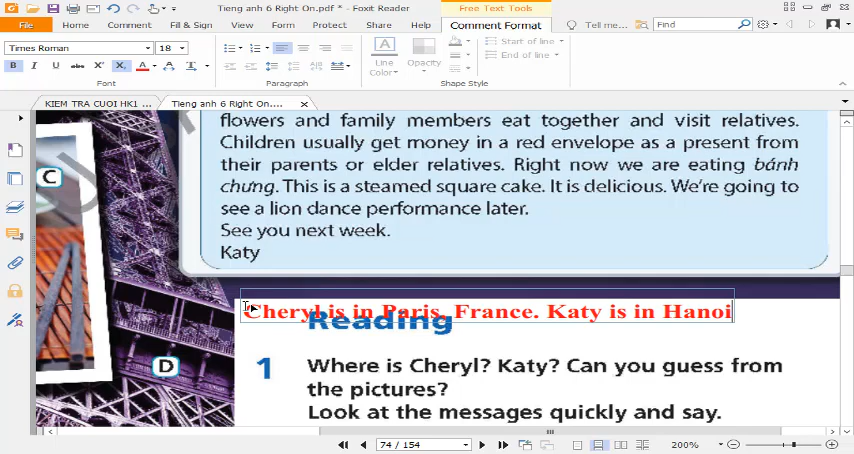 Tieng anh 6 Right On.pdf * - Foxit Reader
Free Text Tools
File Home Comment View Form Protect Share Help Comment Format Tell me... Find
Times Roman 18
Start of line
End of line
Line Color
Opacity
Font
Paragraph
Shape Style
KIEM TRA CUOI HK1 ... Tieng anh 6 Right On....
flowers and family members eat together and visit relatives.
Children usually get money in a red envelope as a present from
their parents or elder relatives. Right now we are eating bánh
chưng. This is a steamed square cake. It is delicious. We're going to
see a lion dance performance later.
See you next week.
Katy
C
Cheryl is in Paris, France. Katy is in Hanoi
Reading
D
1 Where is Cheryl? Katy? Can you guess from
the pictures?
Look at the messages quickly and say.
74 / 154
200%